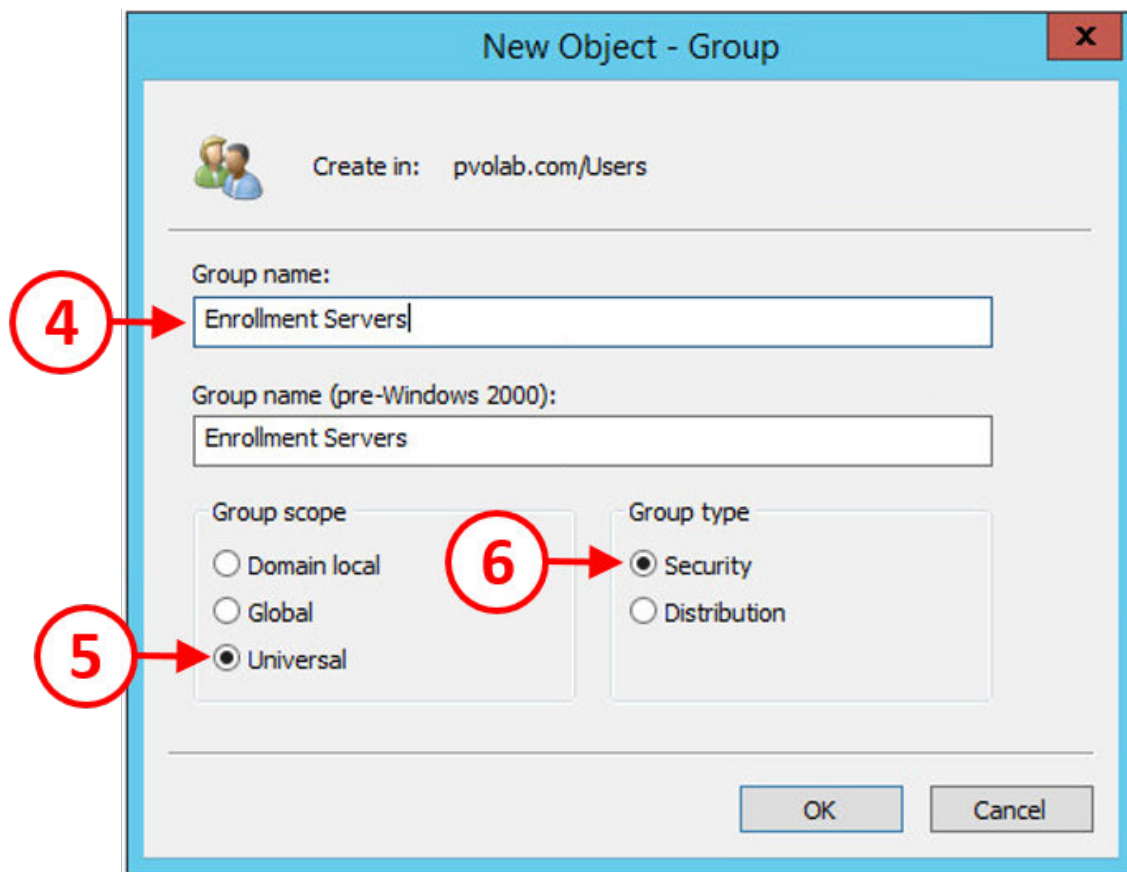 New Object - Group
x
Create in: pvolab.com/Users
Group name:
4
Enrollment Servers
Group name (pre-Windows 2000):
Enrollment Servers
Group scope
Group type
Domain local
6
Security
Global
Distribution
5
Universal
OK
Cancel